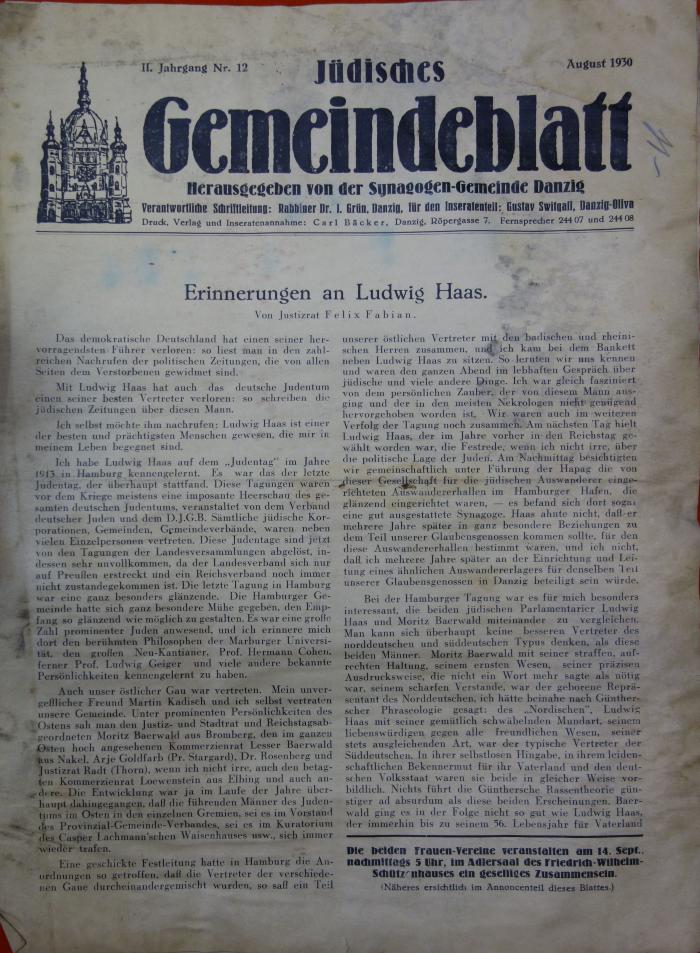 II. Jahrgang Nr. 12
Jüdisches
August 1930
Gemeindeblatt
Herausgegeben von der Synagogen-Gemeinde Danzig
Verantwortliche Schriftleitung: Rabbiner Dr. I. Grün, Danzig, für den Inseratenteil: Gustav Switgall, Danzig-Oliva
Druck, Verlag und Inseratenannahme: Carl Bäcker, Danzig, Röpergasse 7. Fernsprecher 244 07 und 244 08
Erinnerungen an Ludwig Haas.
Von Justizrat Felix Fabian.
Das demokratische Deutschland hat einen seiner her-
vorragendsten Führer verloren: so liest man in den zahl-
reichen Nachrufen der politischen Zeitungen, die von allen
Seiten dem Verstorbenen gewidmet sind.
Mit Ludwig Haas hat auch das deutsche Judentum
einen seiner besten Vertreter verloren: so schreiben die
jüdischen Zeitungen über diesen Mann.
Ich selbst möchte ihm nachrufen: Ludwig Haas ist einer
der besten und prächtigsten Menschen gewesen, die mir in
meinem Leben begegnet sind.
Ich habe Ludwig Haas auf dem „Judentag“ im Jahre
1913 in Hamburg kennengelernt. Es war das der letzte
Judentag, der überhaupt stattfand. Diese Tagungen waren
vor dem Kriege meistens eine imposante Heerschau des ge-
samten deutschen Judentums, veranstaltet von dem Verband
deutscher Juden und dem D.J.G.B. Sämtliche jüdische Kor-
porationen, Gemeinden, Gemeindeverbände, waren neben
vielen Einzelpersonen vertreten. Diese Judentage sind jetzt
von den Tagungen der Landesversammlungen abgelöst, in-
dessen sehr unvollkommen, da der Landesverband sich nur
auf Preußen erstreckt und ein Reichsverband noch immer
nicht zustandegekommen ist. Die letzte Tagung in Hamburg
war eine ganz besonders glänzende. Die Hamburger Ge-
meinde hatte sich ganz besondere Mühe gegeben, den Emp-
fang so glänzend wie möglich zu gestalten. Es war eine große
Zahl prominenter Juden anwesend, und ich erinnere mich
dort den berühmten Philosophen der Marburger Universi-
tät, den großen Neu-Kantianer, Prof. Hermann Cohen,
ferner Prof. Ludwig Geiger und viele andere bekannte
Persönlichkeiten kennengelernt zu haben.
Auch unser östlicher Gau war vertreten. Mein unver-
geßlicher Freund Martin Kadisch und ich selbst vertraten
unsere Gemeinde. Unter prominenten Persönlichkeiten des
Ostens sah man den Justiz- und Stadtrat und Reichstagsab-
geordneten Moritz Baerwald aus Bromberg, den im ganzen
Osten hoch angesehenen Kommerzienrat Lesser Baerwald
aus Nakel, Arje Goldfarb (Pr. Stargard), Dr. Rosenberg und
Justizrat Radt (Thorn), wenn ich nicht irre, auch den betag-
ten Kommerzienrat Loewenstein aus Elbing und auch an-
dere. Die Entwicklung war ja im Laufe der Jahre über-
haupt dahingegangen, daß die führenden Männer des Juden-
tums im Osten in den einzelnen Gremien, sei es im Vorstand
des Provinzial-Gemeinde-Verbandes, sei es im Kuratorium
des Casper Lachmann'schen Waisenhauses usw., sich immer
wieder trafen.
Eine geschickte Festleitung hatte in Hamburg die An-
ordnungen so getroffen, daß die Vertreter der verschiede-
nen Gaue durcheinandergemischt wurden, so saß ein Teil
unserer östlichen Vertreter mit den badischen und rheini-
schen Herren zusammen, und ich kam bei dem Bankett
neben Ludwig Haas zu sitzen. So lernten wir uns kennen
und waren den ganzen Abend im lebhaften Gespräch über
jüdische und viele andere Dinge. Ich war gleich fasziniert
von dem persönlichen Zauber, der von diesem Mann aus-
ging und der in den meisten Nekrologen nicht genügend
hervorgehoben worden ist. Wir waren auch im weiteren
Verfolg der Tagung noch zusammen. Am nächsten Tag hielt
Ludwig Haas, der im Jahre vorher in den Reichstag ge-
wählt worden war, die Festrede, wenn ich nicht irre, über
die politische Lage der Juden. Am Nachmittag besichtigten
wir gemeinschaftlich unter Führung der Hapag die von
dieser Gesellschaft für die jüdischen Auswanderer einge-
richteten Auswandererhallen im Hamburger Hafen, die
glänzend eingerichtet waren, — es befand sich dort sogar
eine gut ausgestattete Synagoge. Haas ahnte nicht, daß er
mehrere Jahre später in ganz besondere Beziehungen zu
dem Teil unserer Glaubensgenossen kommen sollte, für den
diese Auswandererhallen bestimmt waren, und ich nicht,
daß ich mehrere Jahre später an der Einrichtung und Lei-
tung eines ähnlichen Auswandererlagers für denselben Teil
unserer Glaubensgenossen in Danzig beteiligt sein würde.
Bei der Hamburger Tagung war es für mich besonders
interessant, die beiden jüdischen Parlamentarier Ludwig
Haas und Moritz Baerwald miteinander zu vergleichen.
Man kann sich überhaupt keine besseren Vertreter des
norddeutschen und süddeutschen Typus denken, als diese
beiden Männer. Moritz Baerwald mit seiner straffen, auf-
rechten Haltung, seinem ernsten Wesen, seiner präzisen
Ausdrucksweise, die nicht ein Wort mehr sagte als nötig
war, seinem scharfen Verstande, war der geborene Reprä-
sentant des Norddeutschen, ich hätte beinahe nach Günther-
scher Phraseologie gesagt: des „Nordischen“. Ludwig
Haas mit seiner gemütlich schwäbelnden Mundart, seinem
liebenswürdigen gegen alle freundlichen Wesen, seiner
stets ausgleichenden Art, war der typische Vertreter der
Süddeutschen. In ihrer selbstlosen Hingabe, in ihrem leiden-
schaftlichen Bekennermut für ihr Vaterland und den deut-
schen Volksstaat waren sie beide in gleicher Weise vor-
bildlich. Nichts führt die Günthersche Rassentheorie gün-
stiger ad absurdum als diese beiden Erscheinungen. Baer-
wald ging es in der Folge nicht so gut wie Ludwig Haas,
der immerhin bis zu seinem 56. Lebensjahr für Vaterland
Die beiden Frauen-Vereine veranstalten am 14. Sept.,
nachmittags 5 Uhr, im Adlersaal des Friedrich-Wilhelm-
Schützenhauses ein geselliges Zusammensein.
(Näheres ersichtlich im Annoncenteil dieses Blattes.)